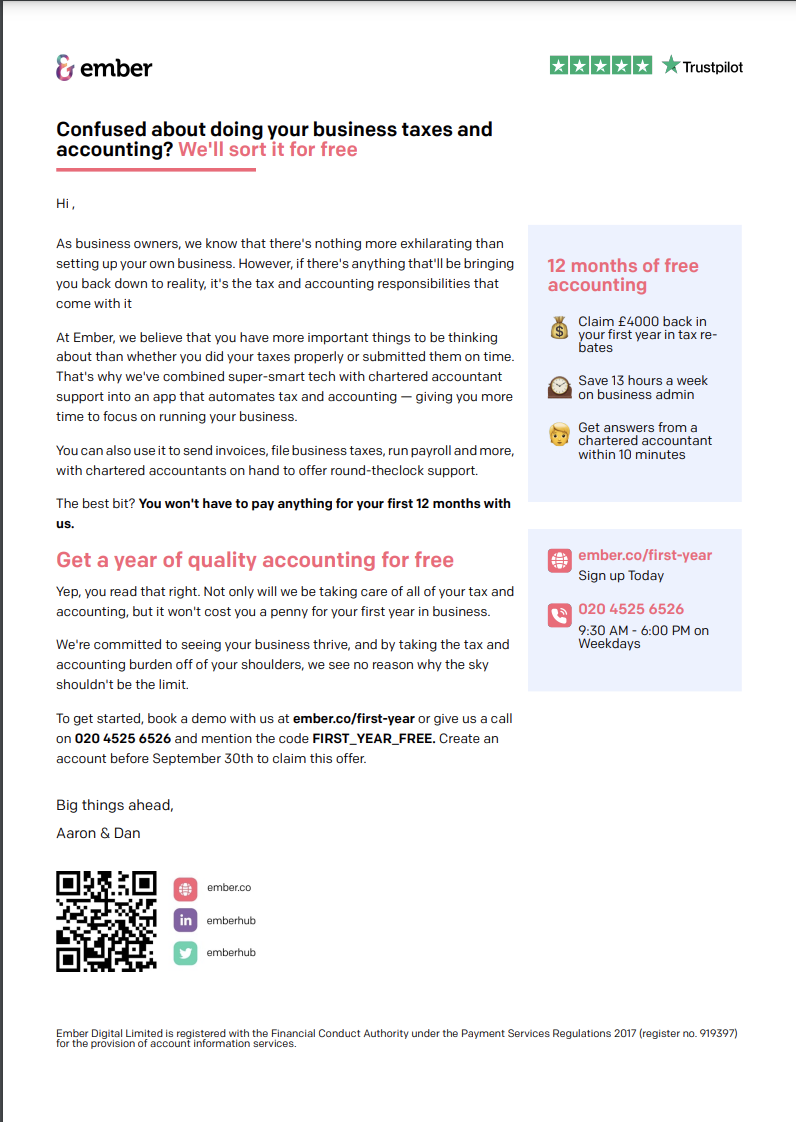 & ember
Trustpilot
Confused about doing your business taxes and
accounting? We'll sort it for free
Hi ,
As business owners, we know that there's nothing more exhilarating than
setting up your own business. However, if there's anything that'll be bringing
you back down to reality, it's the tax and accounting responsibilities that
come with it
At Ember, we believe that you have more important things to be thinking
about than whether you did your taxes properly or submitted them on time.
That's why we've combined super-smart tech with chartered accountant
support into an app that automates tax and accounting — giving you more
time to focus on running your business.
You can also use it to send invoices, file business taxes, run payroll and more,
with chartered accountants on hand to offer round-theclock support.
The best bit? You won't have to pay anything for your first 12 months with
us.
Get a year of quality accounting for free
Yep, you read that right. Not only will we be taking care of all of your tax and
accounting, but it won't cost you a penny for your first year in business.
We're committed to seeing your business thrive, and by taking the tax and
accounting burden off of your shoulders, we see no reason why the sky
shouldn't be the limit.
To get started, book a demo with us at ember.co/first-year or give us a call
on 020 4525 6526 and mention the code FIRST_YEAR_FREE. Create an
account before September 30th to claim this offer.
Big things ahead,
Aaron & Dan
12 months of free
accounting
Claim £4000 back in
your first year in tax re-
bates
Save 13 hours a week
on business admin
Get answers from a
chartered accountant
within 10 minutes
ember.co/first-year
Sign up Today
020 4525 6526
9:30 AM - 6:00 PM on
Weekdays
ember.co
in emberhub
emberhub
Ember Digital Limited is registered with the Financial Conduct Authority under the Payment Services Regulations 2017 (register no. 919397)
for the provision of account information services.